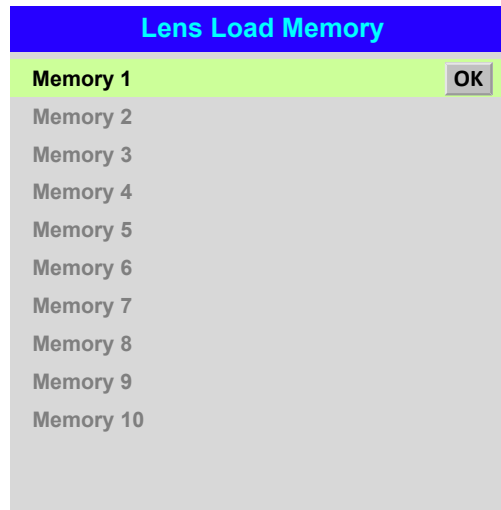 Lens Load Memory
Memory 1 OK
Memory 2
Memory 3
Memory 4
Memory 5
Memory 6
Memory 7
Memory 8
Memory 9
Memory 10